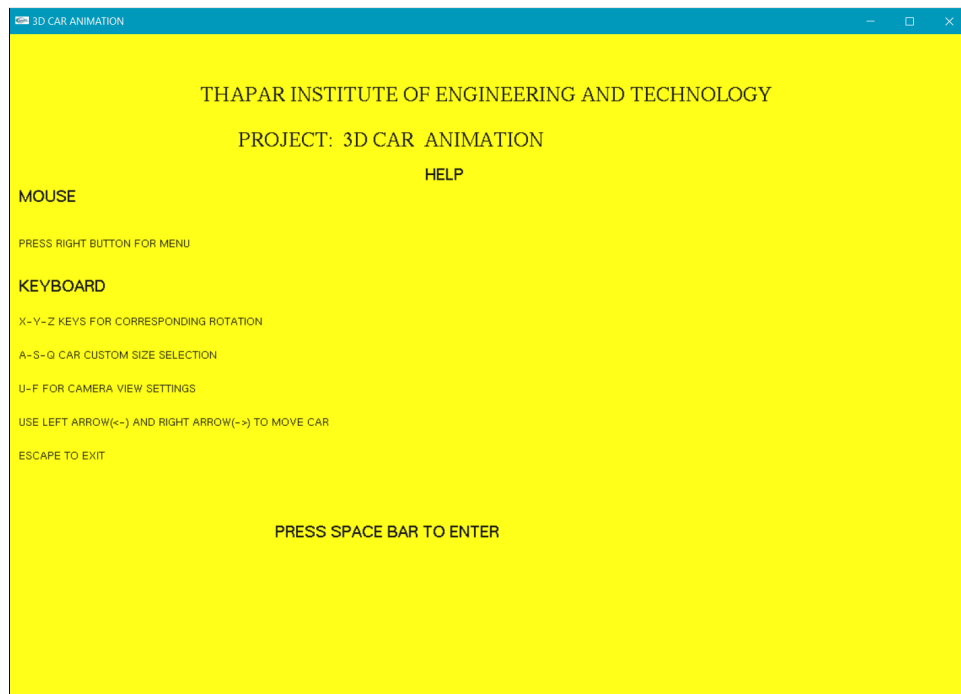 3D CAR ANIMATION
THAPAR INSTITUTE OF ENGINEERING AND TECHNOLOGY
PROJECT: 3D CAR ANIMATION
HELP
MOUSE
PRESS RIGHT BUTTON FOR MENU
KEYBOARD
X-Y-Z KEYS FOR CORRESPONDING ROTATION
A-S-Q CAR CUSTOM SIZE SELECTION
U-F FOR CAMERA VIEW SETTINGS
USE LEFT ARROW(<-) AND RIGHT ARROW(->) TO MOVE CAR
ESCAPE TO EXIT
PRESS SPACE BAR TO ENTER